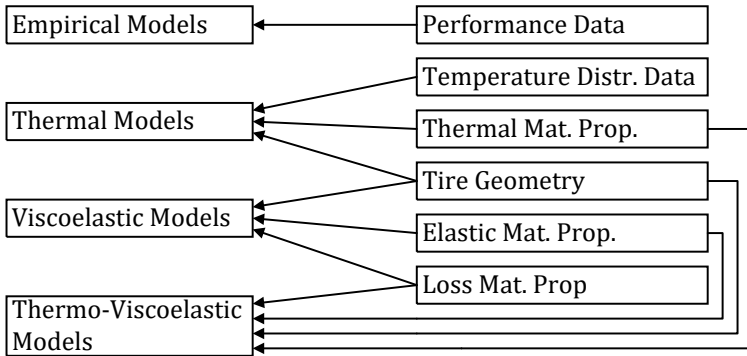 Empirical Models
Performance Data
Temperature Distr. Data
Thermal Models
Thermal Mat. Prop.
Tire Geometry
Viscoelastic Models
Elastic Mat. Prop.
Loss Mat. Prop
Thermo-Viscoelastic
Models